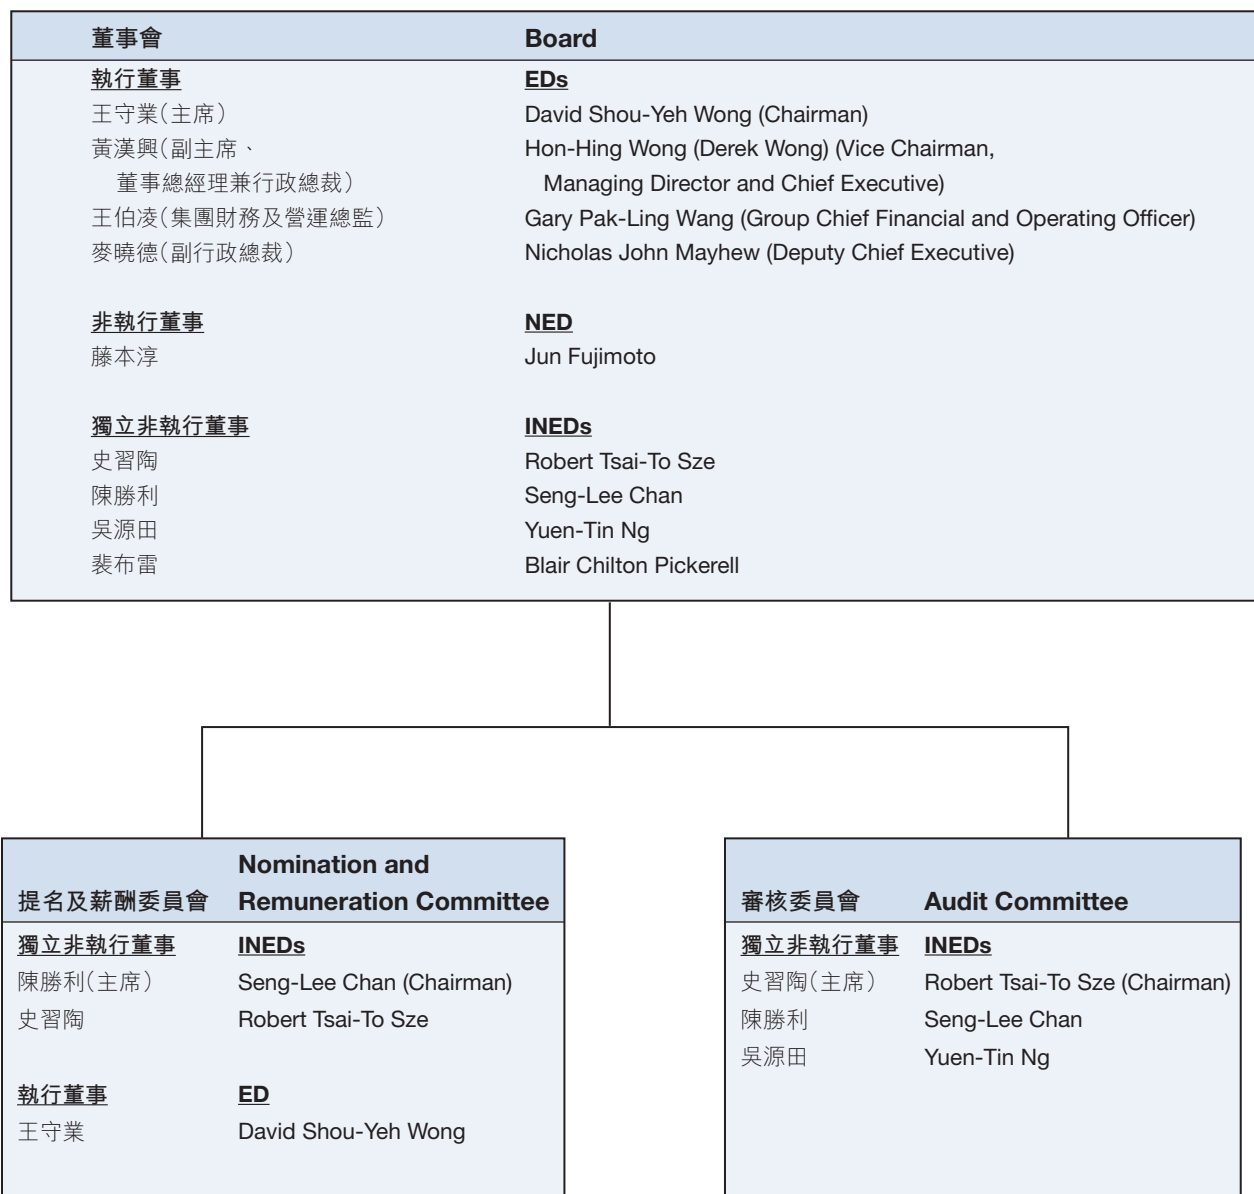 董事會 Board
執行董事 EDs
王守業（主席） David Shou-Yeh Wong (Chairman)
黃漢興（副主席、 Hon-Hing Wong (Derek Wong) (Vice Chairman,
董事總經理兼行政總裁） Managing Director and Chief Executive)
王伯凌（集團財務及營運總監） Gary Pak-Ling Wang (Group Chief Financial and Operating Officer)
麥曉德（副行政總裁） Nicholas John Mayhew (Deputy Chief Executive)
非執行董事 NED
藤本淳 Jun Fujimoto
獨立非執行董事 INEDs
史習陶 Robert Tsai-To Sze
陳勝利 Seng-Lee Chan
吳源田 Yuen-Tin Ng
裴布雷 Blair Chilton Pickerell
Nomination and
提名及薪酬委員會 Remuneration Committee
獨立非執行董事 INEDs
陳勝利（主席） Seng-Lee Chan (Chairman)
史習陶 Robert Tsai-To Sze
執行董事 ED
王守業 David Shou-Yeh Wong
審核委員會 Audit Committee
獨立非執行董事 INEDs
史習陶（主席） Robert Tsai-To Sze (Chairman)
陳勝利 Seng-Lee Chan
吳源田 Yuen-Tin Ng